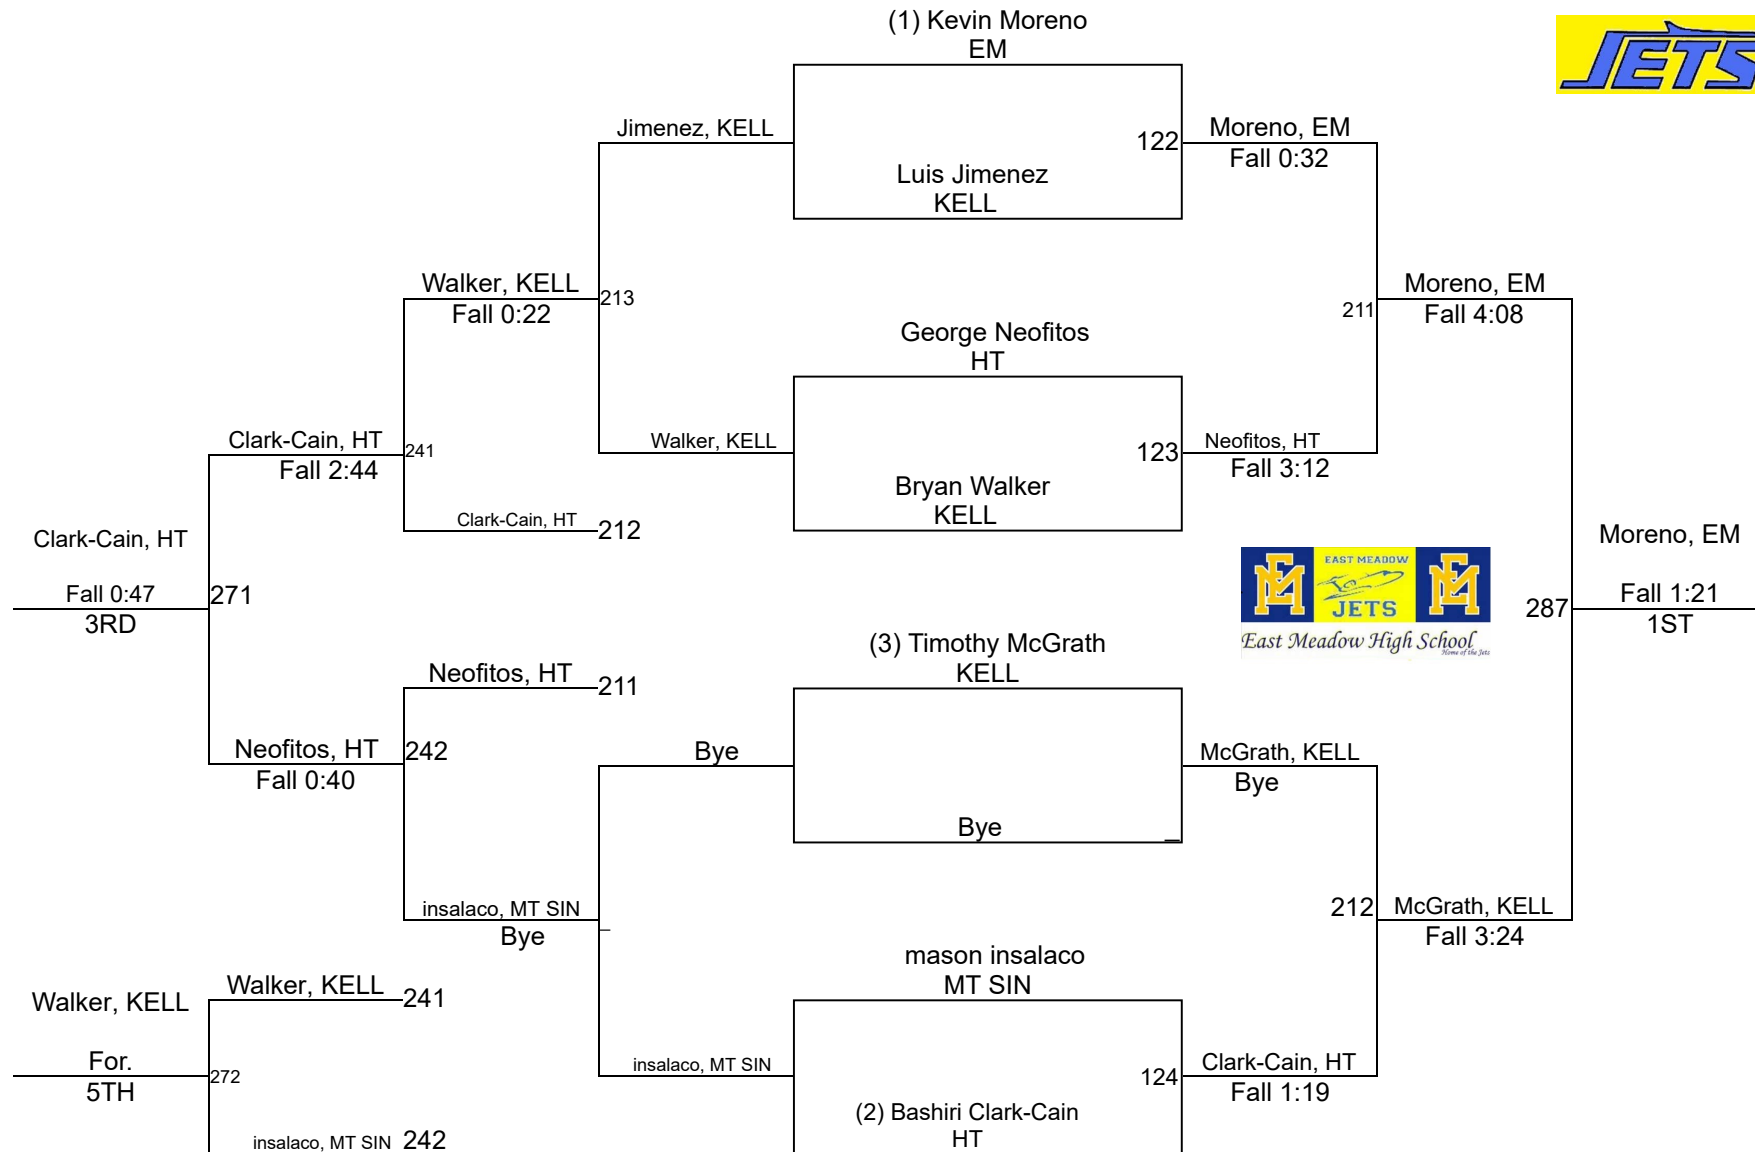 (1) Kevin Moreno
EM
JETS
Jimenez, KELL
122
Moreno, EM
Fall 0:32
Luis Jimenez
KELL
Walker, KELL
Fall 0:22
213
211
Moreno, EM
Fall 4:08
George Neofitos
HT
Clark-Cain, HT
Fall 2:44
241
Walker, KELL
123
Neofitos, HT
Fall 3:12
Bryan Walker
KELL
Clark-Cain, HT
212
Clark-Cain, HT
Fall 0:47
3RD
271
Moreno, EM
Fall 1:21
1ST
287
EM
EAST MEADOW
JETS
EM
East Meadow High School
Home of the Jets
(3) Timothy McGrath
KELL
Neofitos, HT
211
Neofitos, HT
Fall 0:40
242
Bye
McGrath, KELL
Bye
Bye
_
insalaco, MT SIN
Bye
_
212
McGrath, KELL
Fall 3:24
mason insalaco
MT SIN
Walker, KELL
241
Walker, KELL
For.
5TH
272
insalaco, MT SIN
124
Clark-Cain, HT
Fall 1:19
(2) Bashiri Clark-Cain
HT
insalaco, MT SIN
242